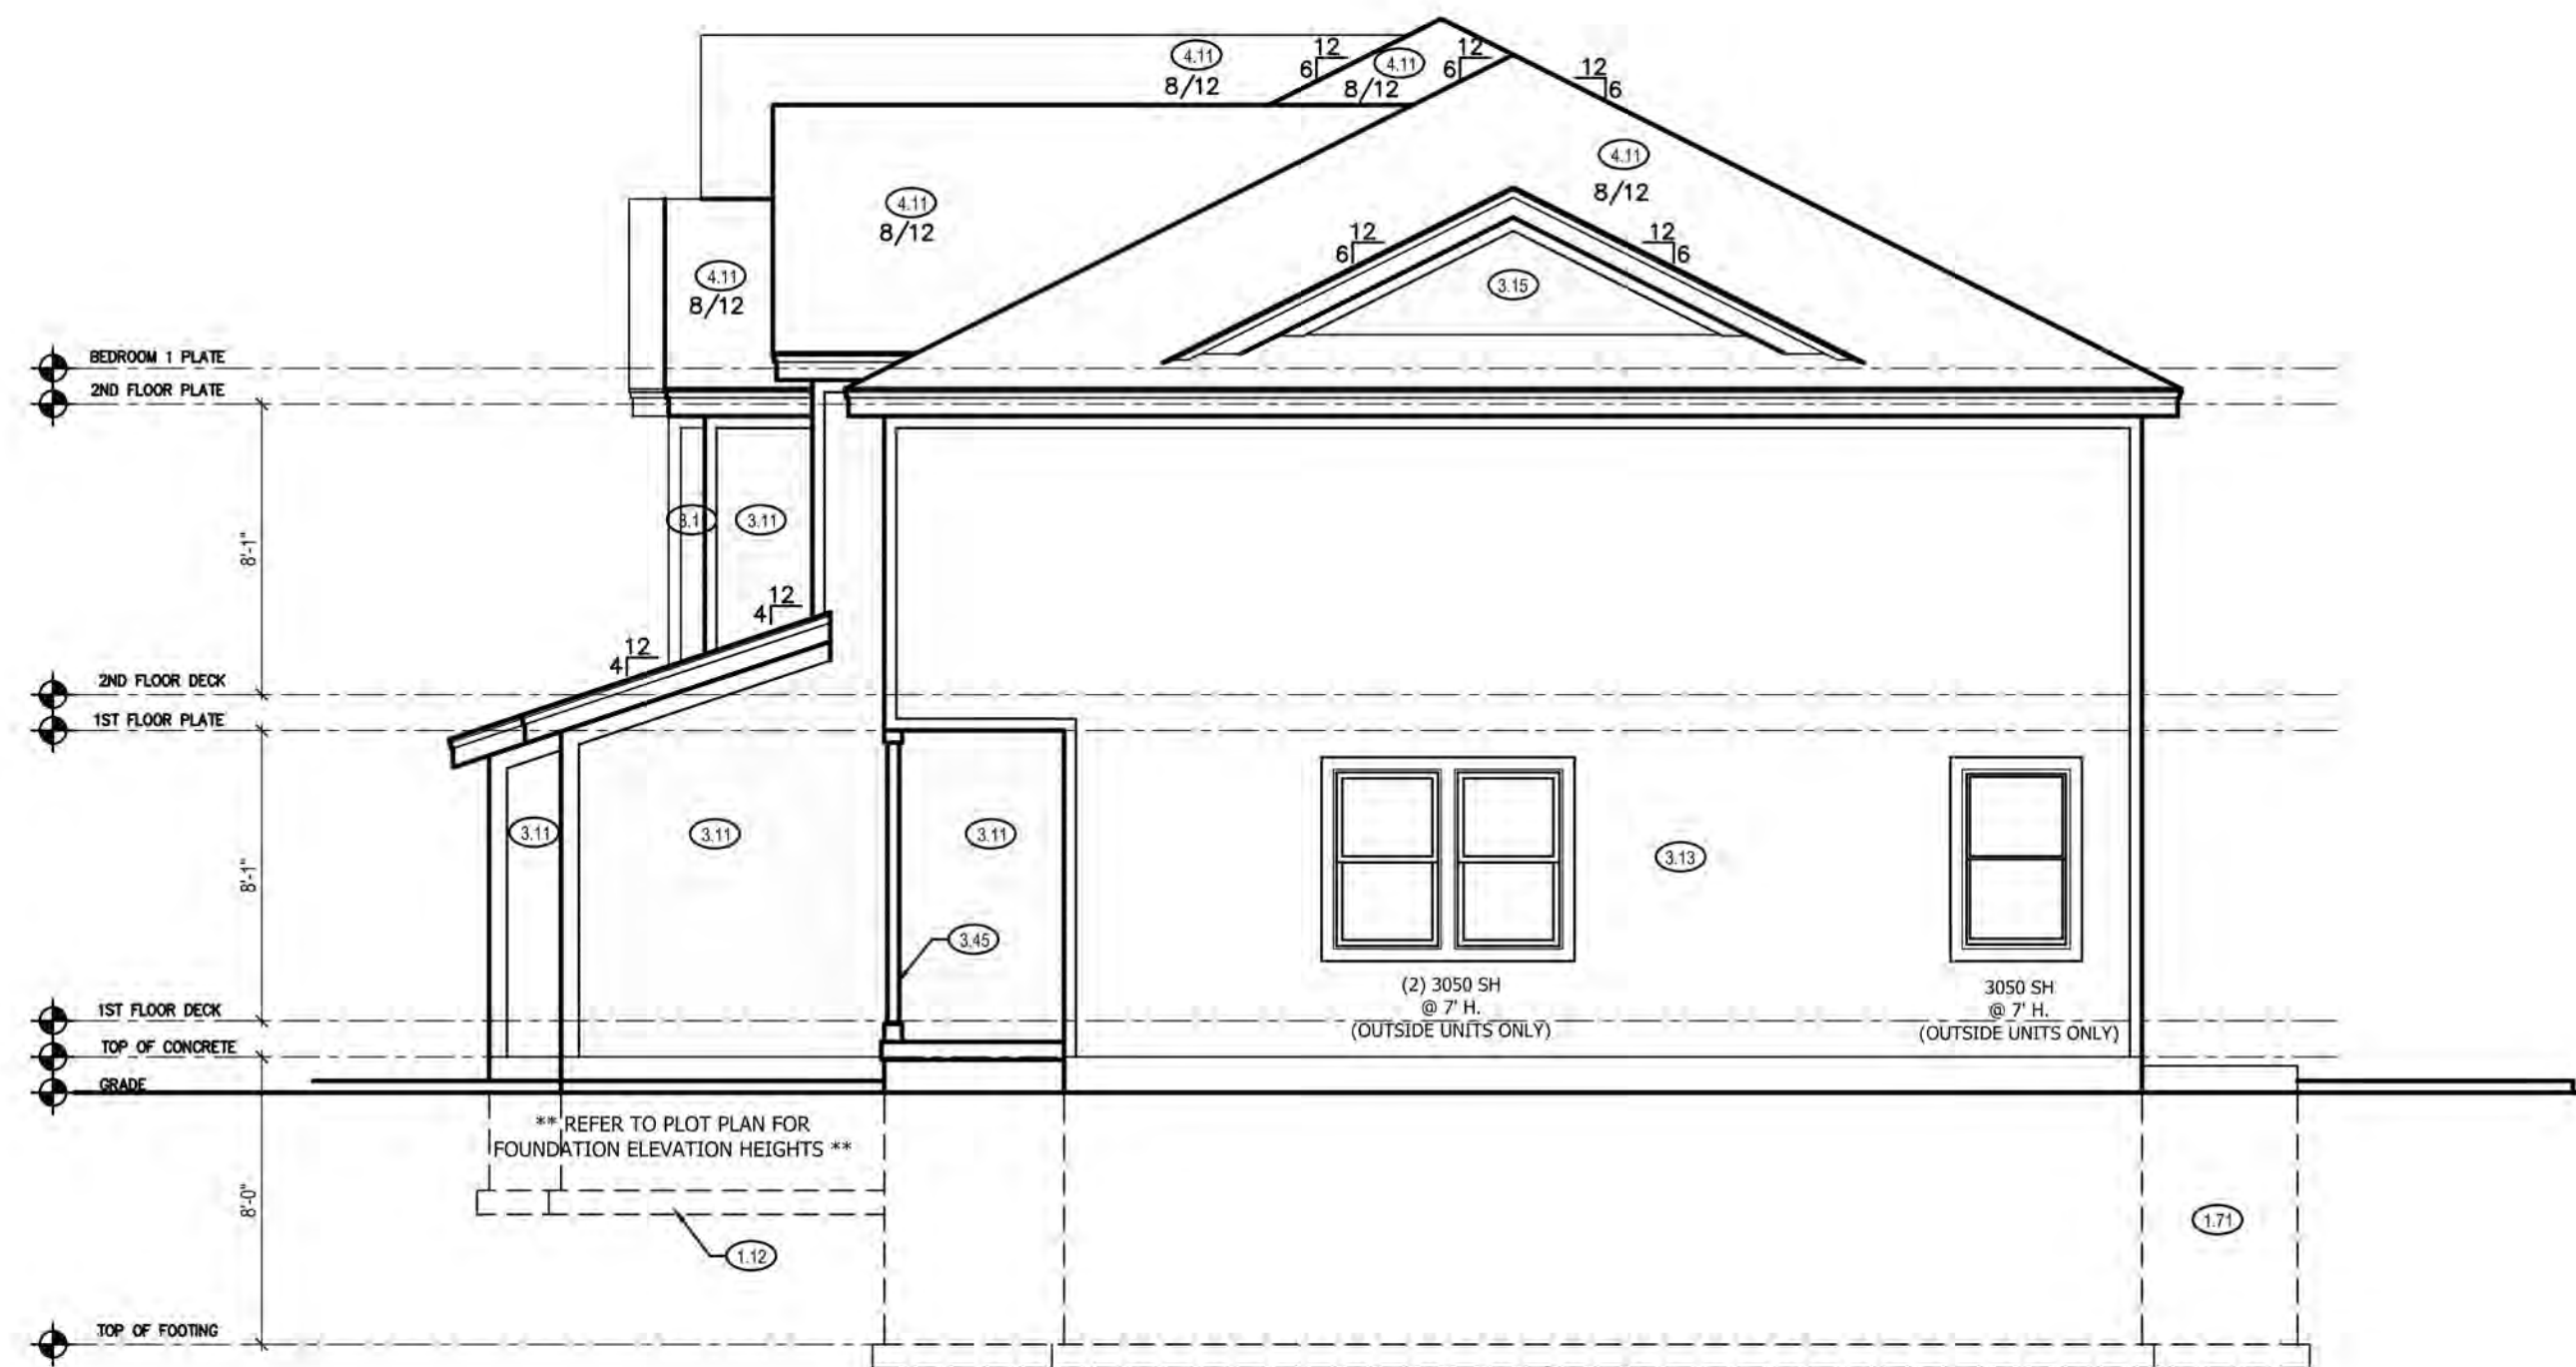 4.11
8/12
12
6
4.11
8/12
12
6
12
6
4.11
8/12
4.11
8/12
12
6
12
6
3.15
4.11
8/12
BEDROOM 1 PLATE
2ND FLOOR PLATE
8'-1"
3.11
12
4
12
4
2ND FLOOR DECK
1ST FLOOR PLATE
8'-1"
3.11
3.11
3.11
3.13
3.45
(2) 3050 SH
@ 7' H.
(OUTSIDE UNITS ONLY)
3050 SH
@ 7' H.
(OUTSIDE UNITS ONLY)
1ST FLOOR DECK
TOP OF CONCRETE
GRADE
** REFER TO PLOT PLAN FOR
FOUNDATION ELEVATION HEIGHTS **
8'-0"
1.12
1.71
TOP OF FOOTING